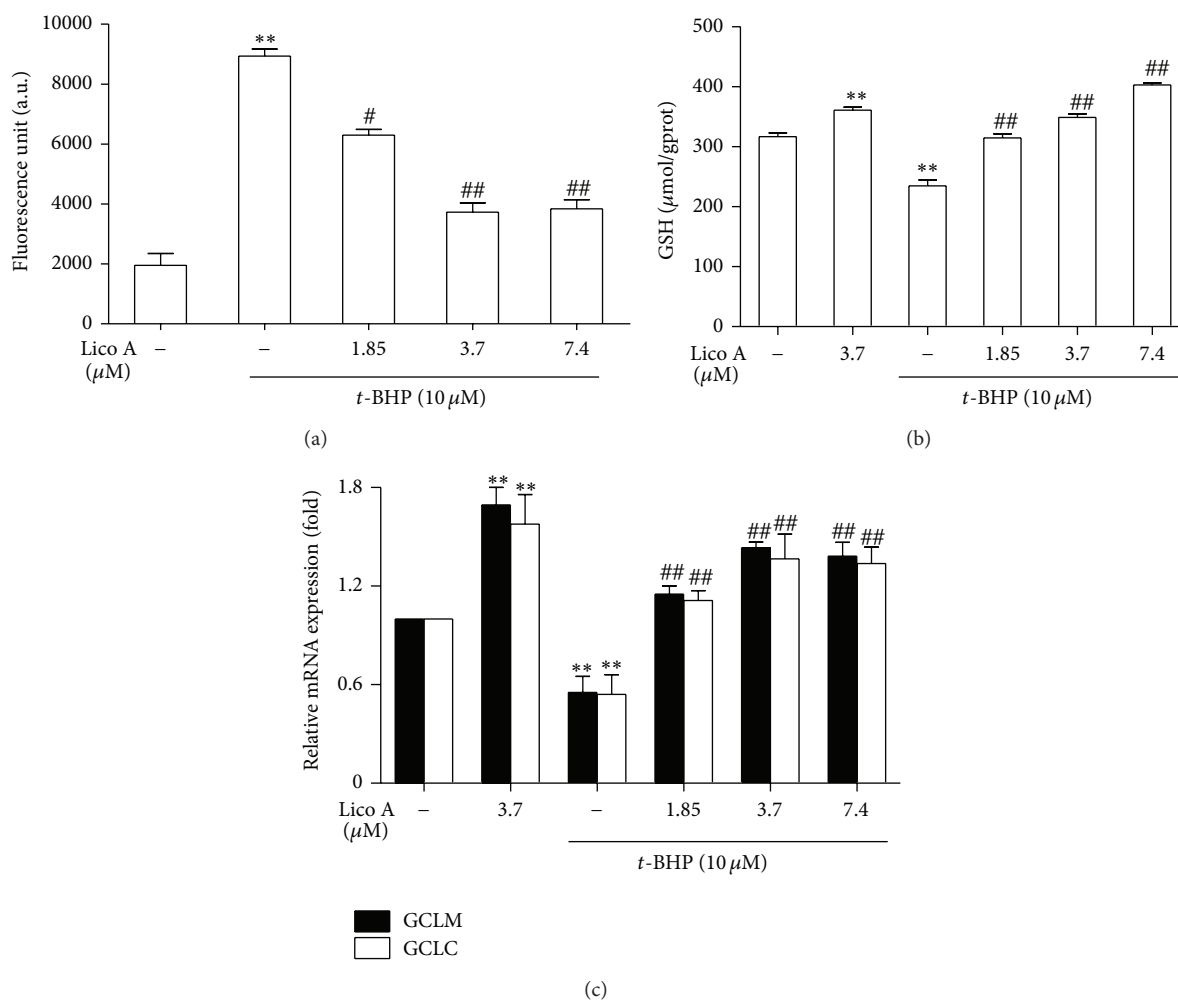 10000
**
8000
#
6000
##
##
4000
2000
0
Fluorescence unit (a.u.)
Lico A
(μM)
– – 1.85 3.7 7.4
t-BHP (10 μM)
(a)
500
##
400
**
##
##
300
**
200
100
0
GSH (μmol/gprot)
Lico A
(μM)
– 3.7 – 1.85 3.7 7.4
t-BHP (10 μM)
(b)
1.8
** **
## ##
## ##
1.2
## ##
** **
0.6
0
Relative mRNA expression (fold)
Lico A
(μM)
– 3.7 – 1.85 3.7 7.4
t-BHP (10 μM)
GCLM
GCLC
(c)